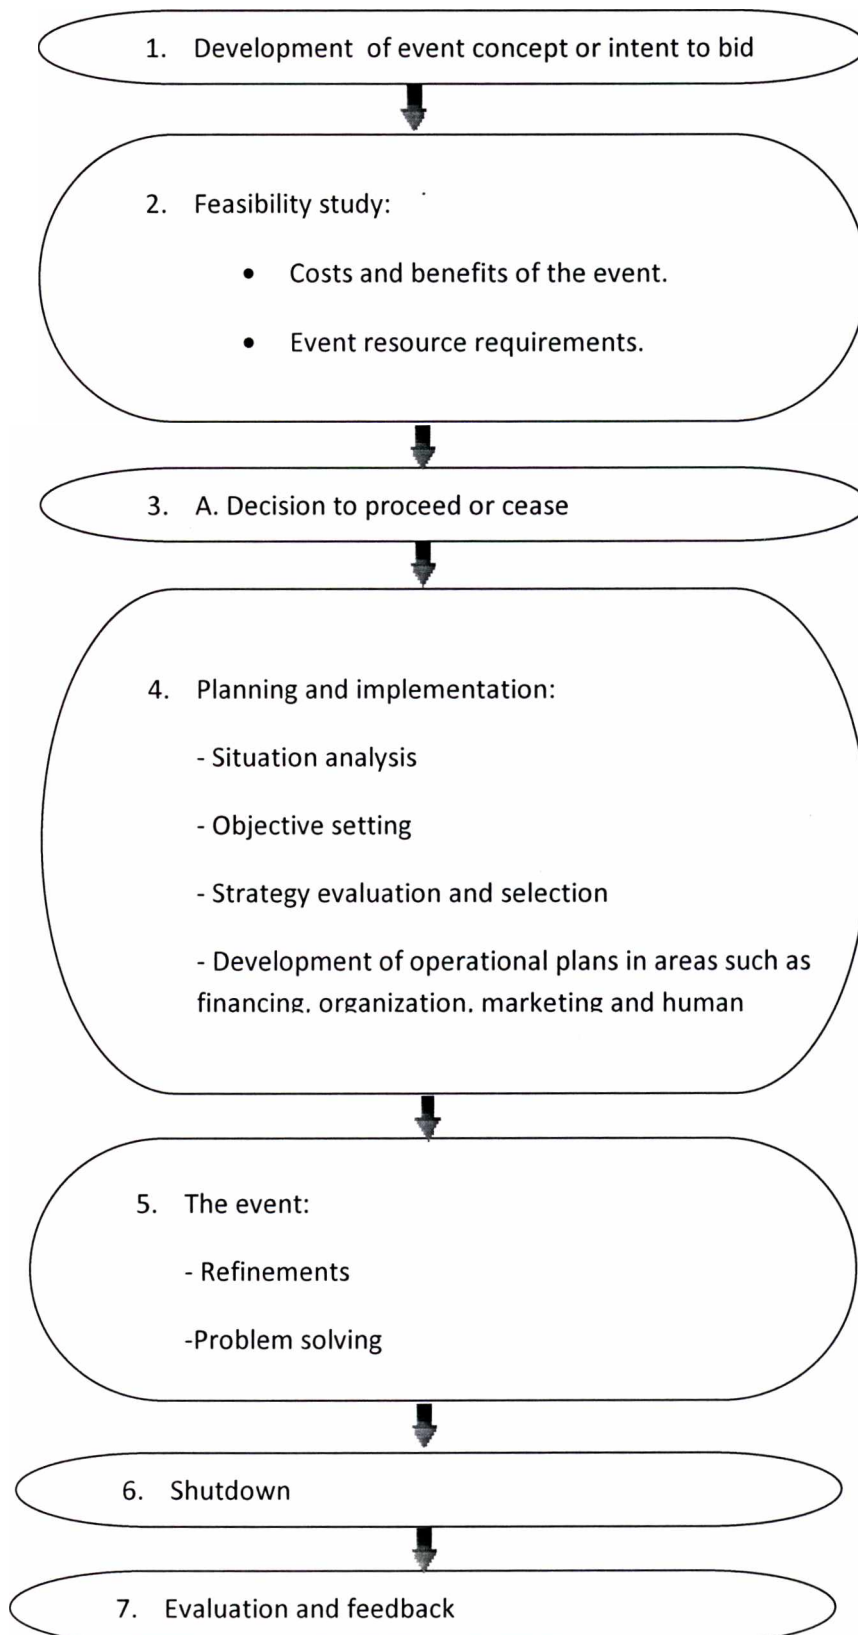 1. Development of event concept or intent to bid
2. Feasibility study:
• Costs and benefits of the event.
• Event resource requirements.
3. A. Decision to proceed or cease
4. Planning and implementation:
- Situation analysis
- Objective setting
- Strategy evaluation and selection
- Development of operational plans in areas such as
financing, organization, marketing and human
5. The event:
- Refinements
-Problem solving
6. Shutdown
7. Evaluation and feedback